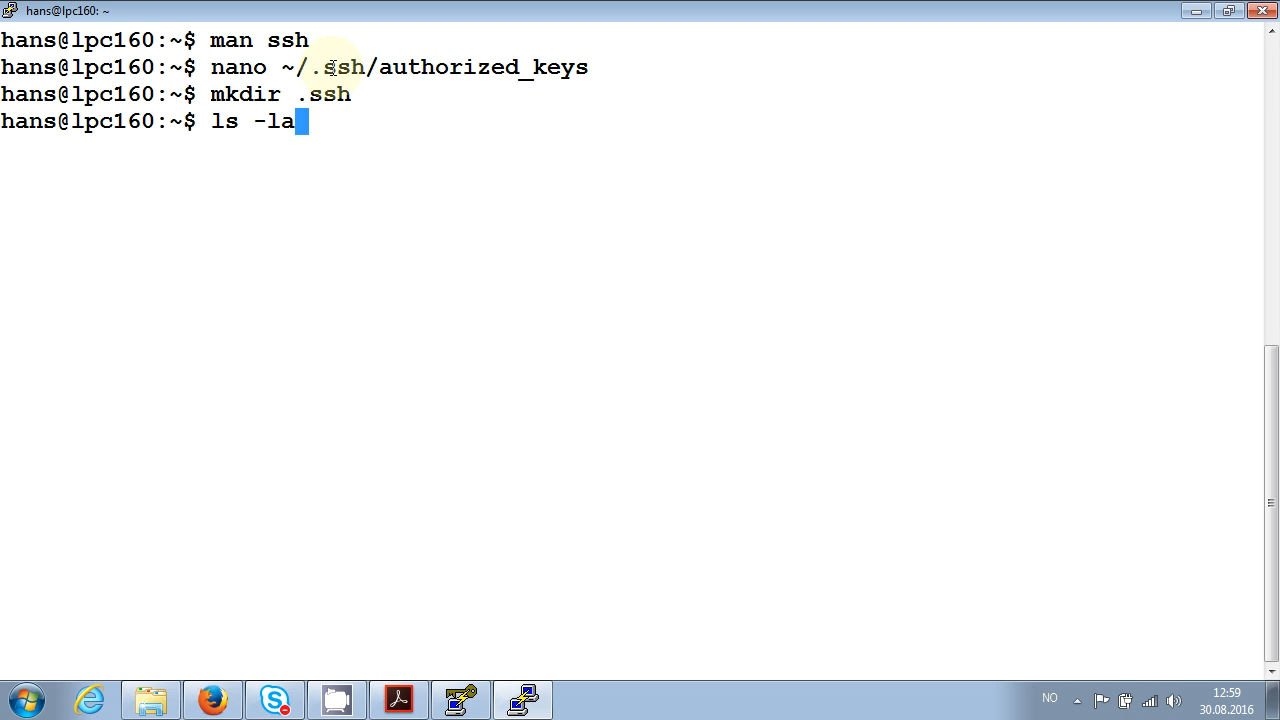 hans@lpc160: ~
hans@lpc160:~$ man ssh
hans@lpc160:~$ nano ~/.ssh/authorized_keys
hans@lpc160:~$ mkdir .ssh
hans@lpc160:~$ ls -la
NO
12:59
30.08.2016